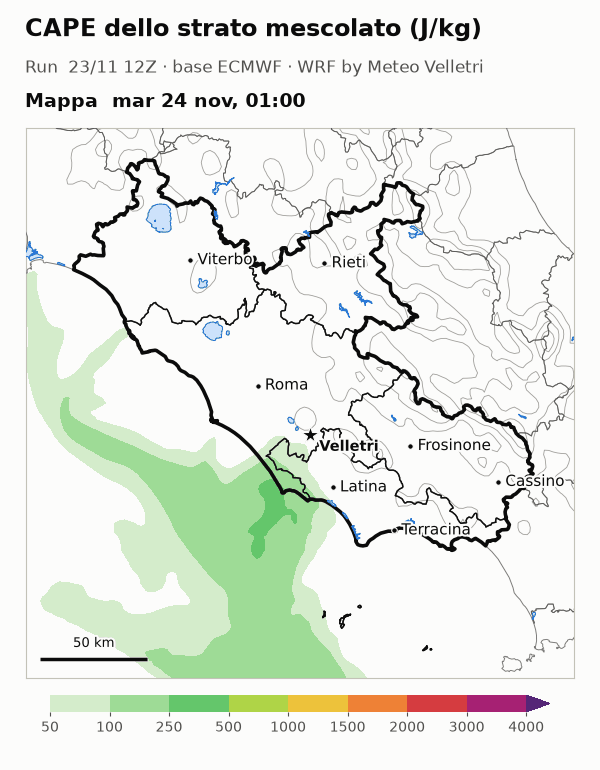 CAPE dello strato mescolato (J/kg)
Run  23/11 12Z · base ECMWF · WRF by Meteo Velletri
Mappa  mar 24 nov, 01:00
Viterbo
Rieti
Roma
Velletri
Frosinone
Latina
Cassino
Terracina
50 km
50 100 250 500 1000 1500 2000 3000 4000